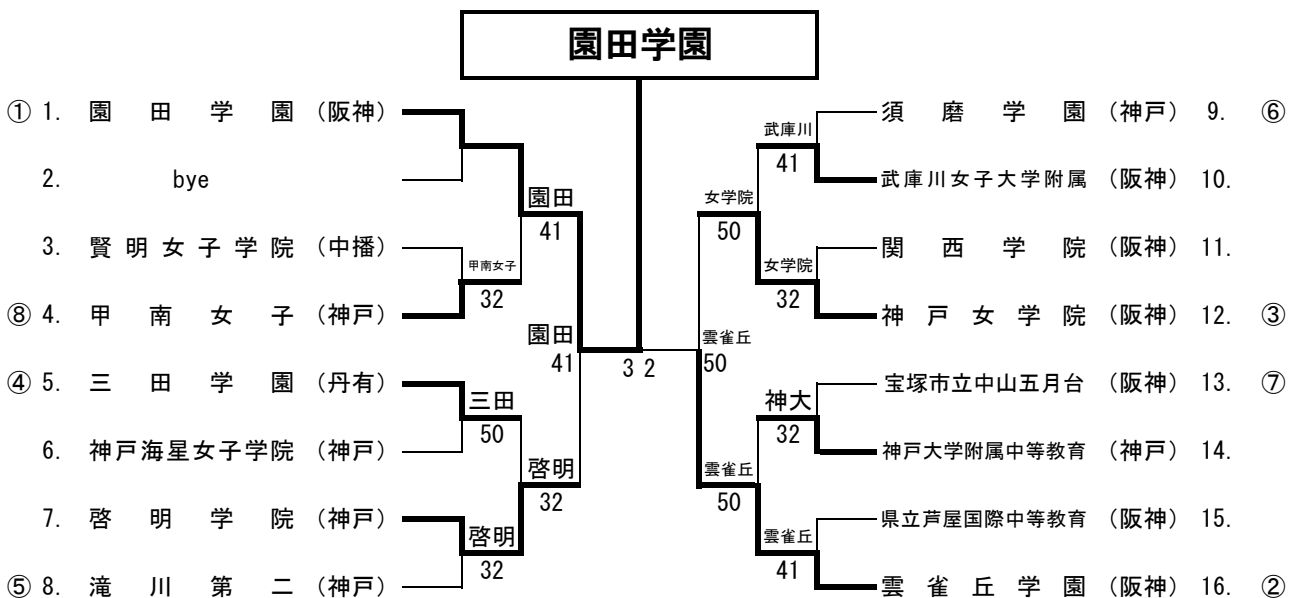 園田学園
① 1. 園田学園 (阪神)
2. bye
3. 賢明女子学院 (中播)
⑧ 4. 甲南女子 (神戸)
④ 5. 三田学園 (丹有)
6. 神戸海星女子学院 (神戸)
7. 啓明学院 (神戸)
⑤ 8. 滝川第二 (神戸)
園田
41
甲南女子
32
園田
41
三田
50
啓明
32
啓明
32
3 2
武庫川
41
女学院
50
女学院
32
雲雀丘
50
神大
32
雲雀丘
50
雲雀丘
41
須磨学園 (神戸) 9. ⑥
武庫川女子大学附属 (阪神) 10.
関西学院 (阪神) 11.
神戸女学院 (阪神) 12. ③
宝塚市立中山五月台 (阪神) 13. ⑦
神戸大学附属中等教育 (神戸) 14.
県立芦屋国際中等教育 (阪神) 15.
雲雀丘学園 (阪神) 16. ②